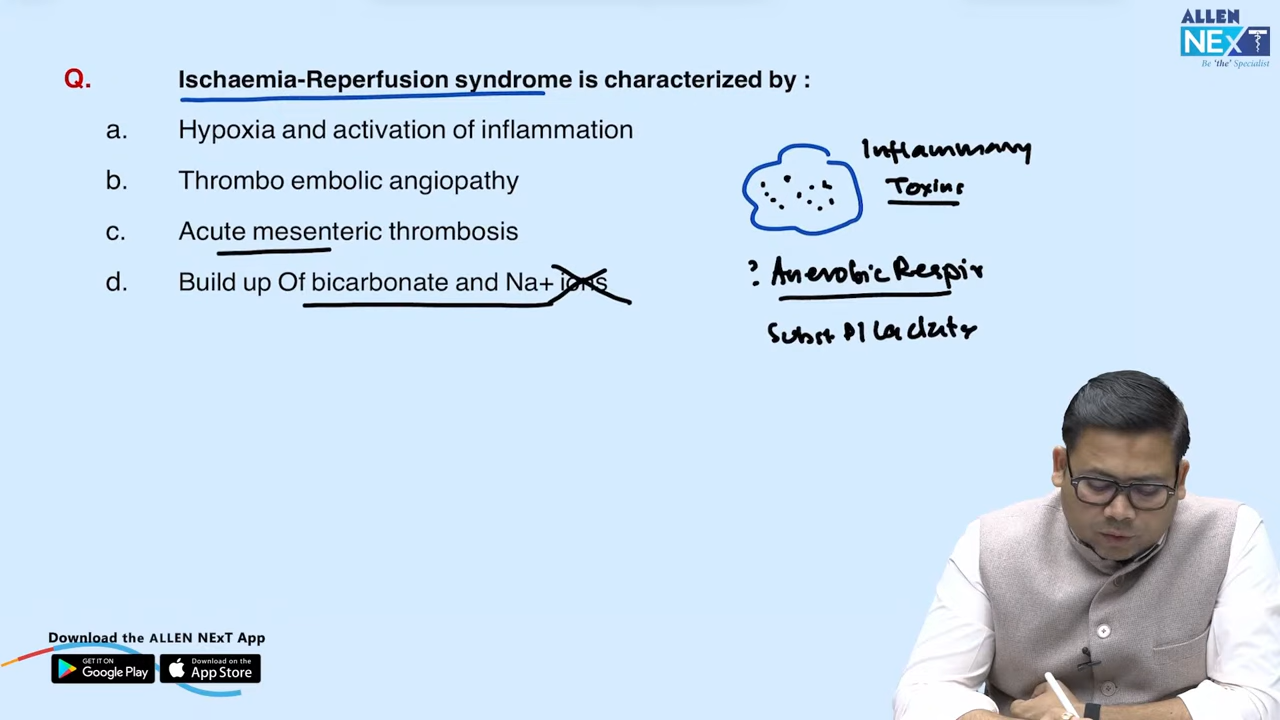 ALLEN
NExT
Be 'the' Specialist
Q. Ischaemia-Reperfusion syndrome is characterized by :
a. Hypoxia and activation of inflammation
b. Thrombo embolic angiopathy
c. Acute mesenteric thrombosis
d. Build up Of bicarbonate and Na+ ions
Inflammary
Toxins
? Anerobic Respir
Subst
Download the ALLEN NExT App
GET IT ON
Google Play
Download on the
App Store